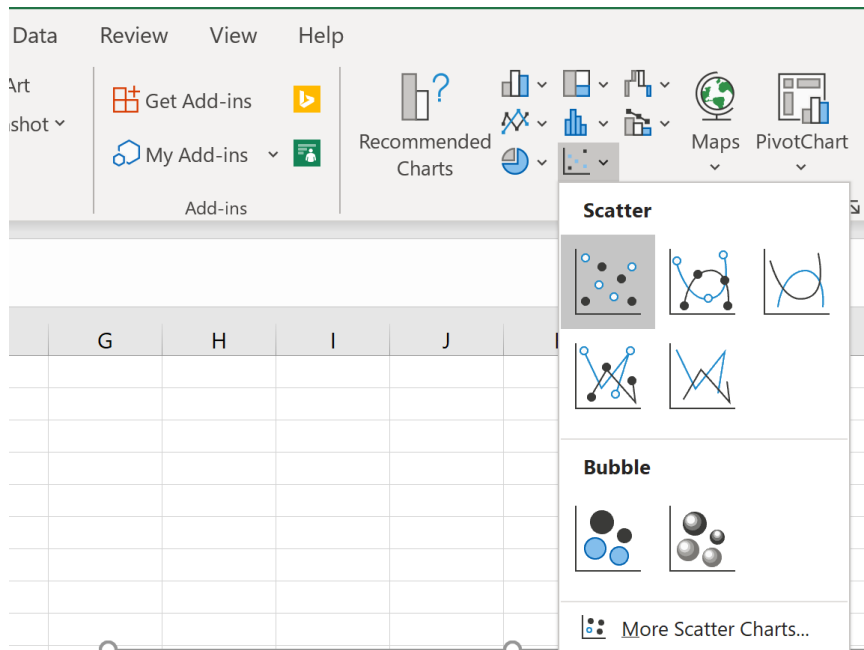 Data Review View Help
Art
shot
Get Add-ins
My Add-ins
Add-ins
Recommended
Charts
Maps
PivotChart
Scatter
G H I J
Bubble
More Scatter Charts...